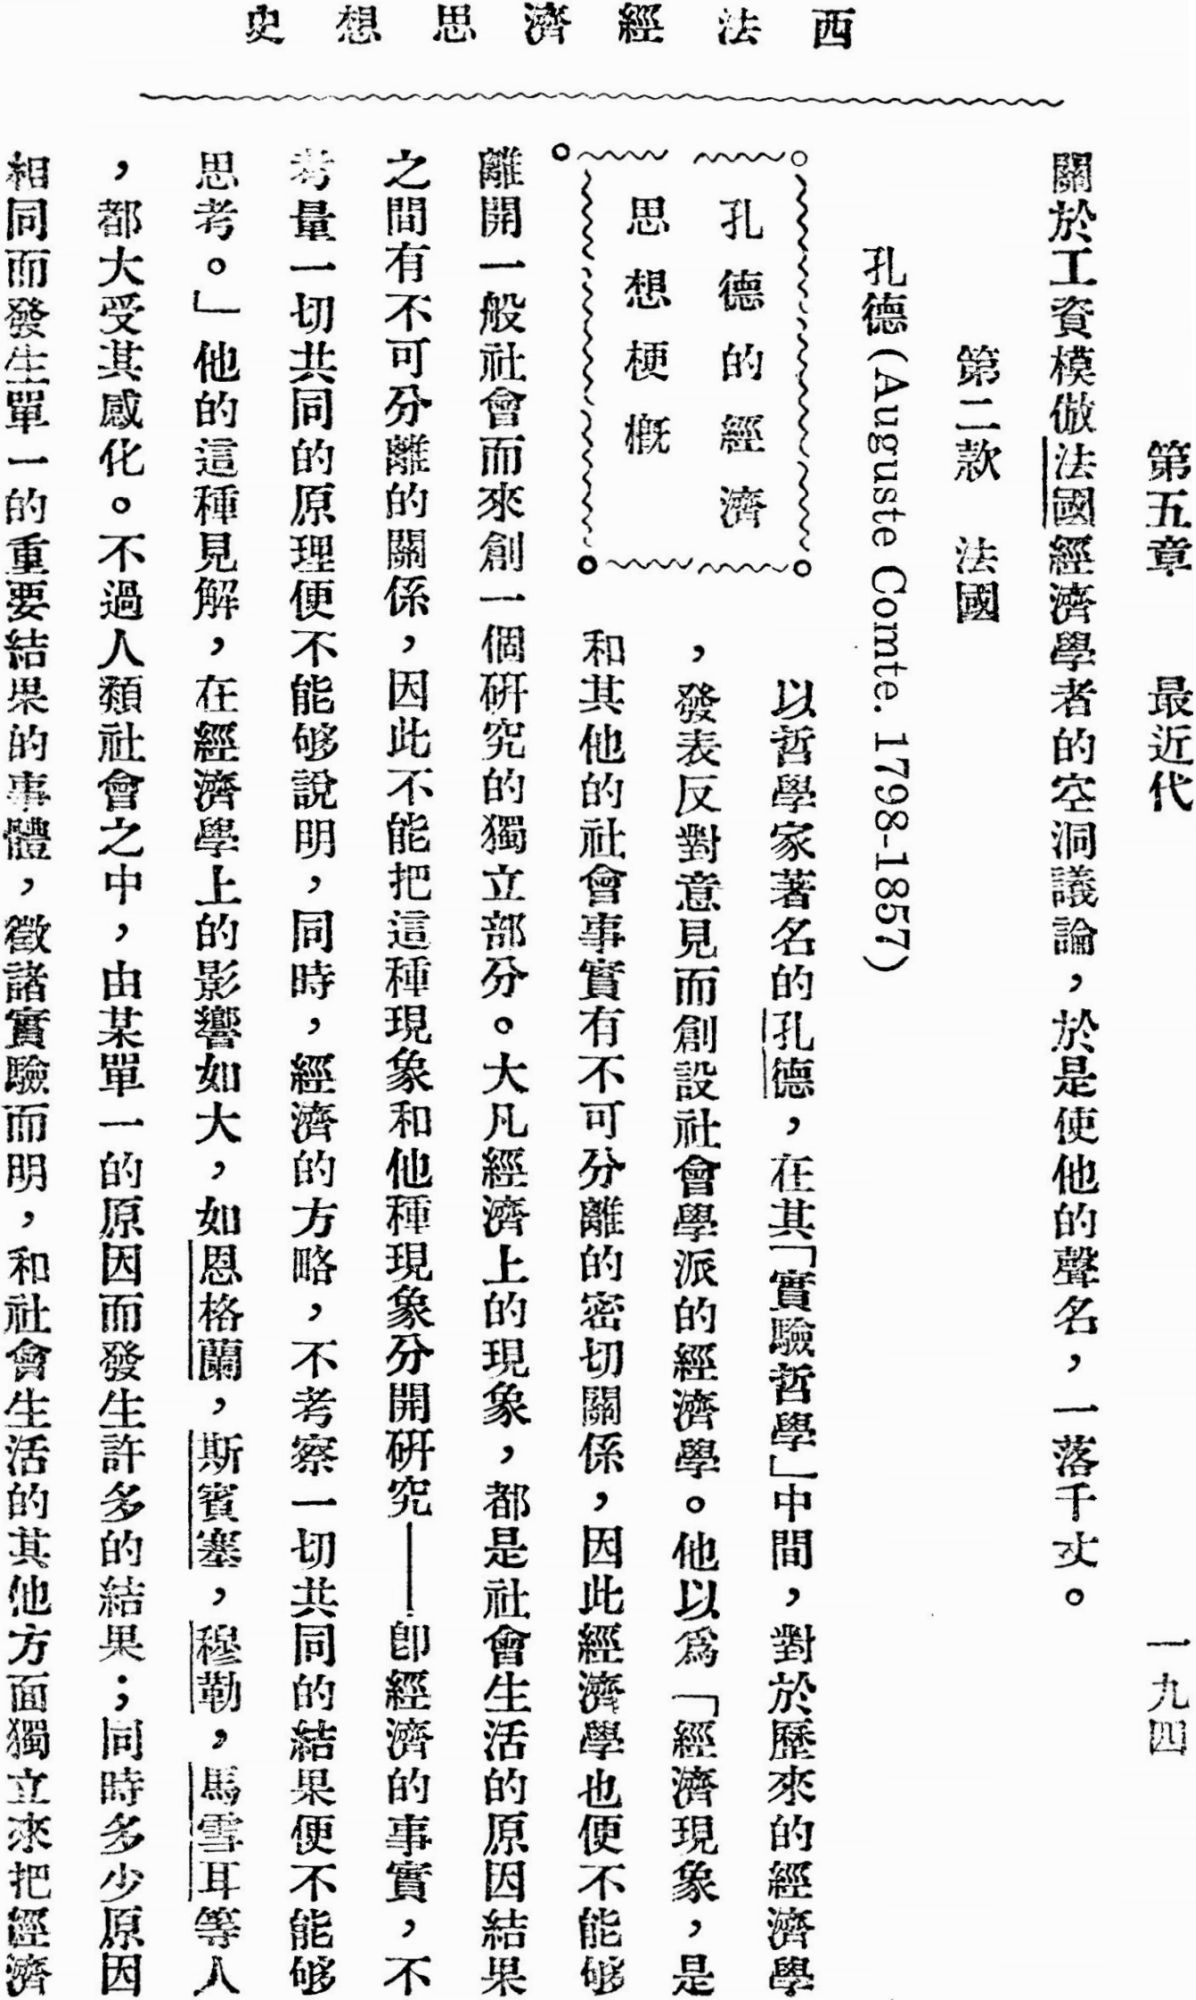 西法經濟思想史
第五章　最近代　一九四
關於工資模倣法國經濟學者的空洞議論，於是使他的聲名，一落千丈。
第二款　法國
孔德(Auguste Comte. 1798-1857)
孔德的經濟
思想梗概
以哲學家著名的孔德，在其「實驗哲學」中間，對於歷來的經濟學
，發表反對意見而創設社會學派的經濟學。他以爲「經濟現象，是
和其他的社會事實有不可分離的密切關係，因此經濟學也便不能够
離開一般社會而來創一個硏究的獨立部分。大凡經濟上的現象，都是社會生活的原因結果
之間有不可分離的關係，因此不能把這種現象和他種現象分開硏究——卽經濟的事實，不
考量一切共同的原理便不能够說明，同時，經濟的方略，不考察一切共同的結果便不能够
思考。」他的這種見解，在經濟學上的影響如大，如恩格蘭，斯賓塞，穆勒，馬雪耳等人
，都大受其感化。不過人類社會之中，由某單一的原因而發生許多的結果；同時多少原因
相同而發生單一的重要結果的事體，徵諸實驗而明，和社會生活的其他方面獨立來把經濟